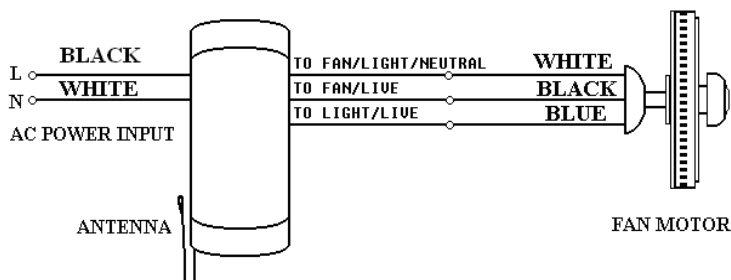 BLACK
L
WHITE
N
AC POWER INPUT
ANTENNA
TO FAN/LIGHT/NEUTRAL
TO FAN/LIVE
TO LIGHT/LIVE
WHITE
BLACK
BLUE
FAN MOTOR